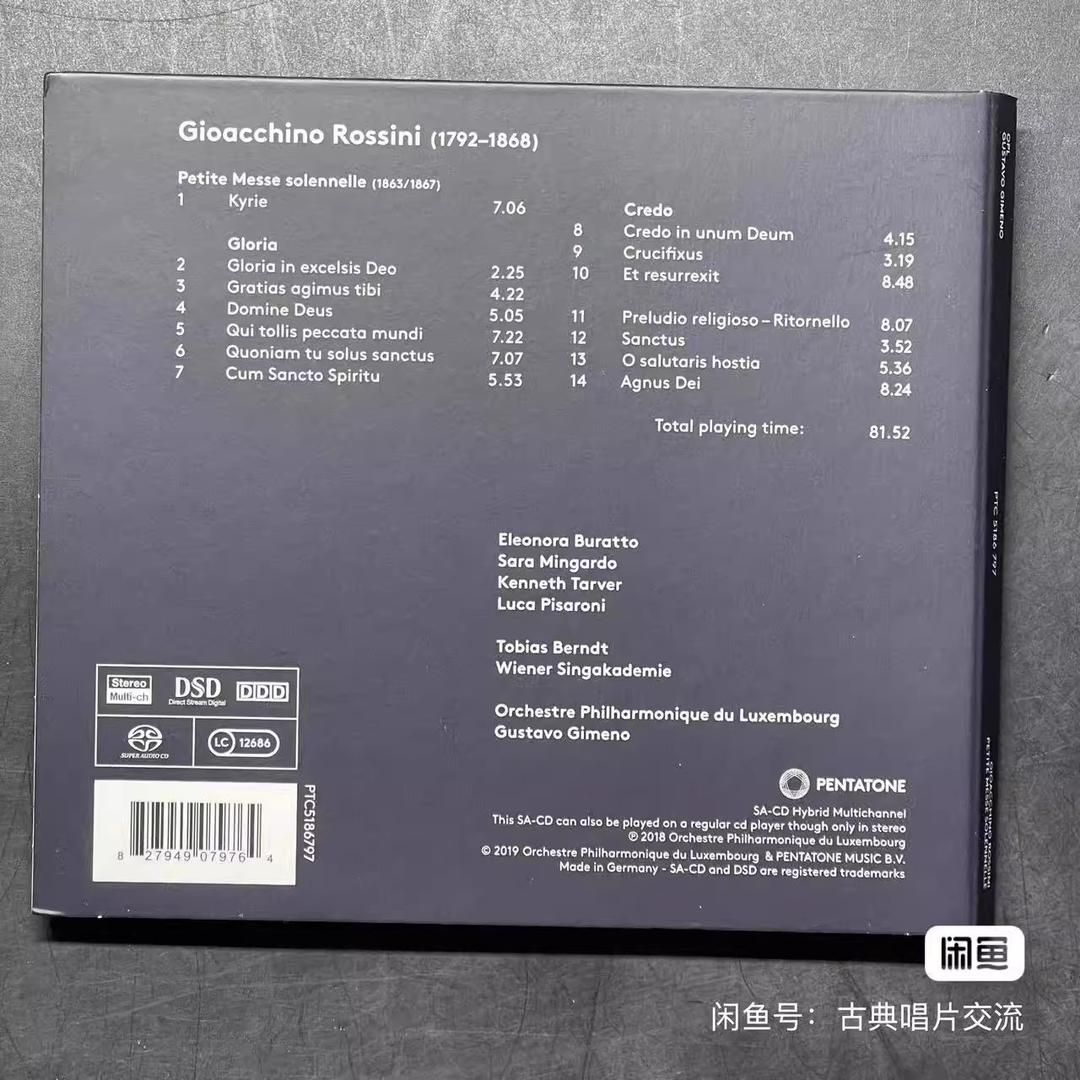 Gioacchino Rossini (1792–1868)
Petite Messe solennelle (1863/1867)
1 Kyrie 7.06
Gloria
2 Gloria in excelsis Deo 2.25
3 Gratias agimus tibi 4.22
4 Domine Deus 5.05
5 Qui tollis peccata mundi 7.22
6 Quoniam tu solus sanctus 7.07
7 Cum Sancto Spiritu 5.53
Credo
8 Credo in unum Deum 4.15
9 Crucifixus 3.19
10 Et resurrexit 8.48
11 Preludio religioso – Ritornello 8.07
12 Sanctus 3.52
13 O salutaris hostia 5.36
14 Agnus Dei 8.24
Total playing time: 81.52
Eleonora Buratto
Sara Mingardo
Kenneth Tarver
Luca Pisaroni
Tobias Berndt
Wiener Singakademie
Orchestre Philharmonique du Luxembourg
Gustavo Gimeno
Stereo
Multi-ch
DSD
Direct Stream Digital
DDD
SUPER AUDIO CD
LC 12686
PTC5186797
8 27949 07976 4
PENTATONE
SA-CD Hybrid Multichannel
This SA-CD can also be played on a regular cd player though only in stereo
℗ 2018 Orchestre Philharmonique du Luxembourg
© 2019 Orchestre Philharmonique du Luxembourg & PENTATONE MUSIC B.V.
Made in Germany - SA-CD and DSD are registered trademarks
OPL
GUSTAVO GIMENO
PTC 5186 797
GIOACCHINO ROSSINI
PETITE MESSE SOLENNELLE
闲鱼
闲鱼号：古典唱片交流